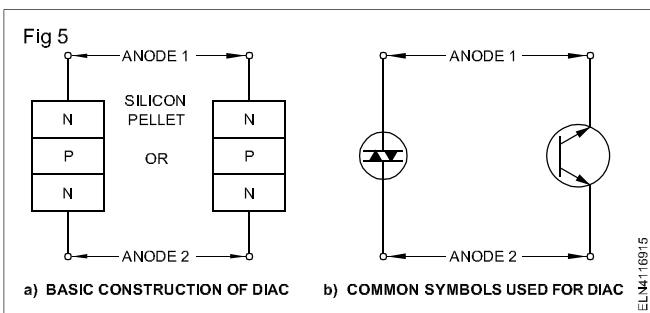 Fig 5
ANODE 1
SILICON
PELLET
OR
N
P
N
N
P
N
ANODE 2
a) BASIC CONSTRUCTION OF DIAC
ANODE 1
ANODE 2
b) COMMON SYMBOLS USED FOR DIAC
ELN4116915